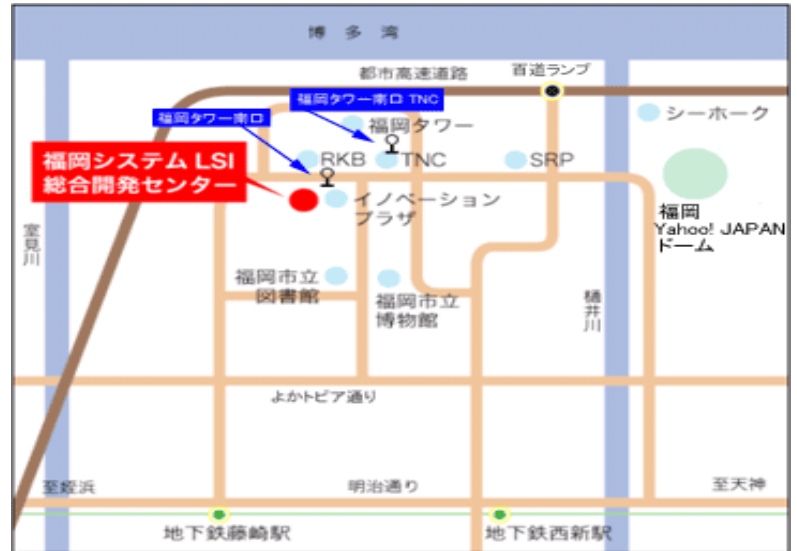 博 多 湾
都市高速道路
百道ランプ
福岡タワー南口 TNC
福岡タワー南口
福岡タワー
シーホーク
福岡システム LSI
総合開発センター
RKB
TNC
SRP
イノベーション
プラザ
福岡
Yahoo! JAPAN
ドーム
室見川
福岡市立
図書館
福岡市立
博物館
樋井川
よかトピア通り
至姪浜
明治通り
至天神
地下鉄藤崎駅
地下鉄西新駅